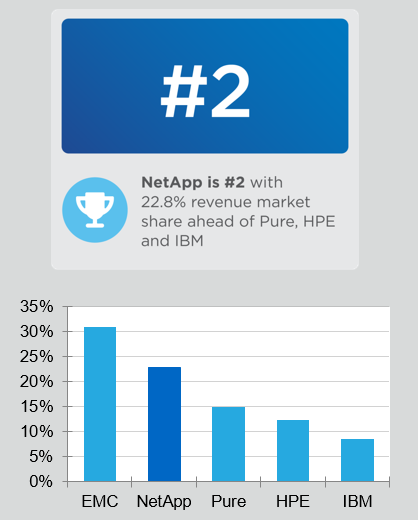 #2
NetApp is #2 with
22.8% revenue market
share ahead of Pure, HPE
and IBM
35%
30%
25%
20%
15%
10%
5%
0%
EMC NetApp Pure HPE IBM